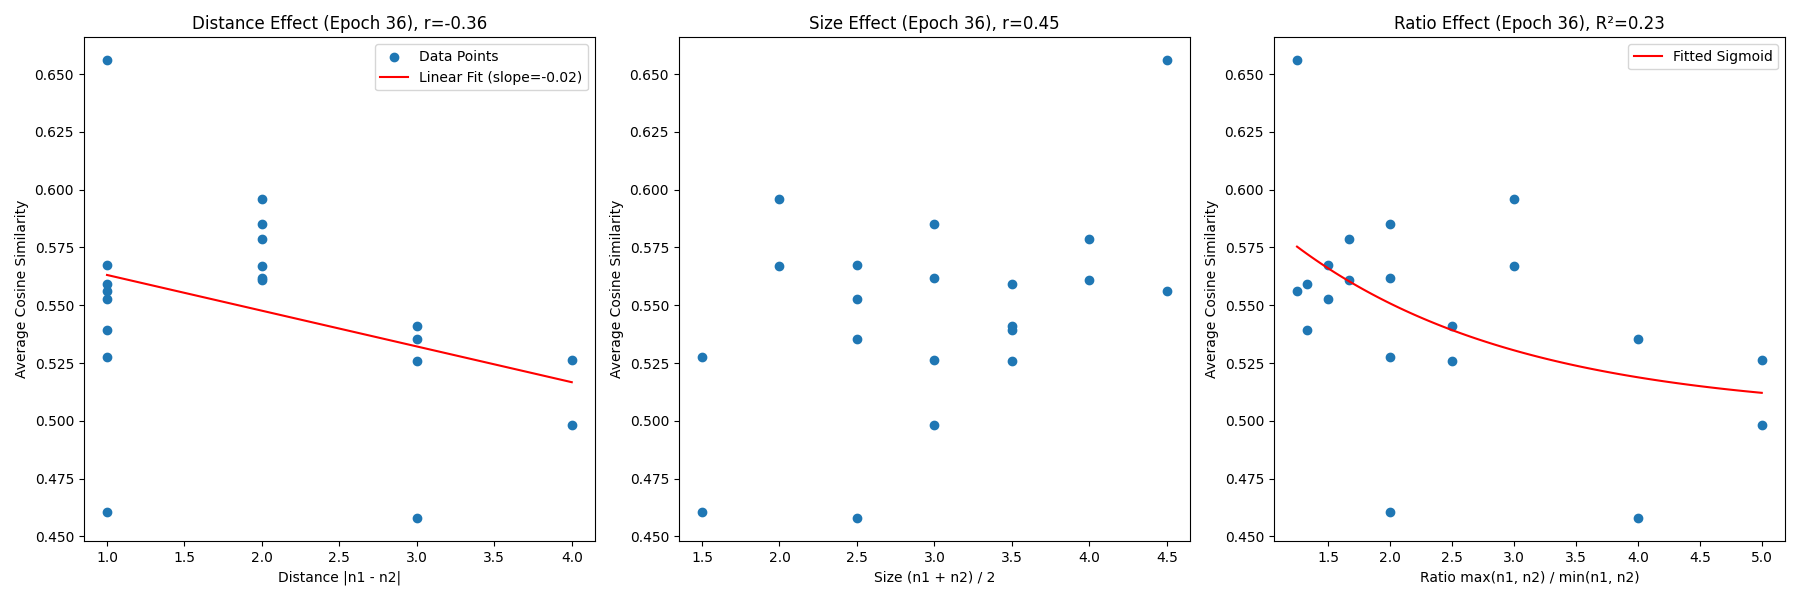 Distance Effect (Epoch 36), r=-0.36
Data Points
Linear Fit (slope=-0.02)
0.650
0.625
0.600
0.575
0.550
0.525
0.500
0.475
0.450
Average Cosine Similarity
1.0 1.5 2.0 2.5 3.0 3.5 4.0
Distance |n1 - n2|
Size Effect (Epoch 36), r=0.45
0.650
0.625
0.600
0.575
0.550
0.525
0.500
0.475
0.450
Average Cosine Similarity
1.5 2.0 2.5 3.0 3.5 4.0 4.5
Size (n1 + n2) / 2
Ratio Effect (Epoch 36), R²=0.23
Fitted Sigmoid
0.650
0.625
0.600
0.575
0.550
0.525
0.500
0.475
0.450
Average Cosine Similarity
1.5 2.0 2.5 3.0 3.5 4.0 4.5 5.0
Ratio max(n1, n2) / min(n1, n2)